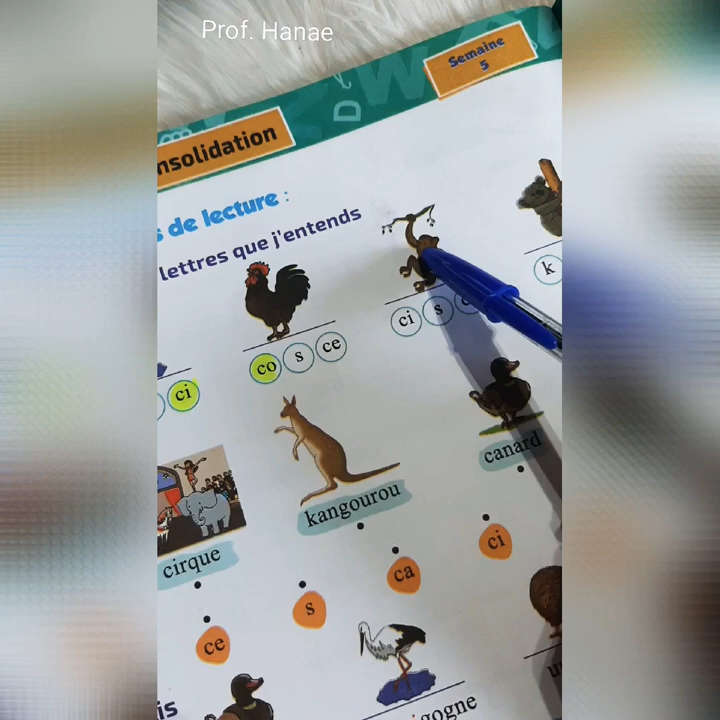 Prof. Hanae
Semaine
5
nsolidation
s de lecture :
lettres que j'entends
co s ce
ci s
k
ci
cirque
kangourou
canard
ce s ca ci
is
igogne